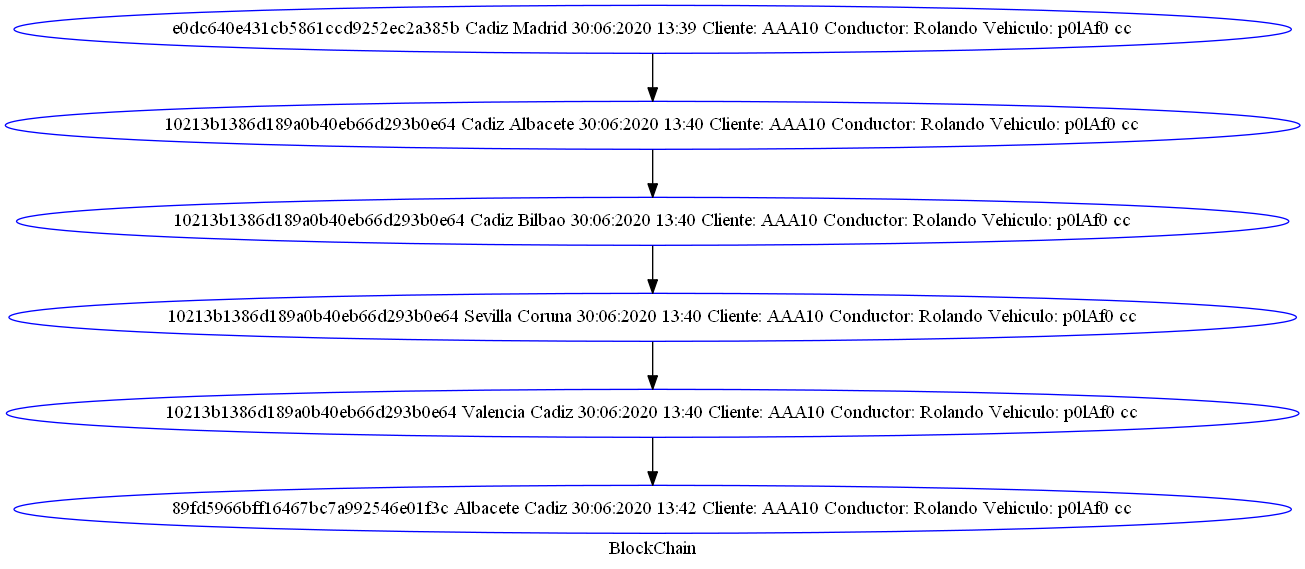 e0dc640e431cb5861ccd9252ec2a385b Cadiz Madrid 30:06:2020 13:39 Cliente: AAA10 Conductor: Rolando Vehiculo: p0lAf0 cc
10213b1386d189a0b40eb66d293b0e64 Cadiz Albacete 30:06:2020 13:40 Cliente: AAA10 Conductor: Rolando Vehiculo: p0lAf0 cc
10213b1386d189a0b40eb66d293b0e64 Cadiz Bilbao 30:06:2020 13:40 Cliente: AAA10 Conductor: Rolando Vehiculo: p0lAf0 cc
10213b1386d189a0b40eb66d293b0e64 Sevilla Coruna 30:06:2020 13:40 Cliente: AAA10 Conductor: Rolando Vehiculo: p0lAf0 cc
10213b1386d189a0b40eb66d293b0e64 Valencia Cadiz 30:06:2020 13:40 Cliente: AAA10 Conductor: Rolando Vehiculo: p0lAf0 cc
89fd5966bff16467bc7a992546e01f3c Albacete Cadiz 30:06:2020 13:42 Cliente: AAA10 Conductor: Rolando Vehiculo: p0lAf0 cc
BlockChain